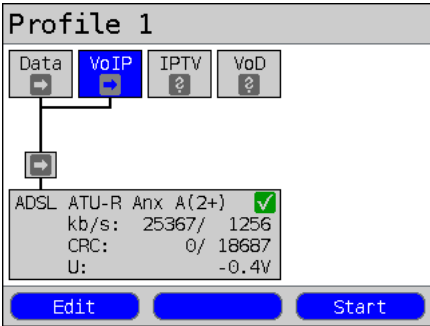 Profile 1
Data VoIP IPTV VoD
ADSL ATU-R Anx A(2+)
kb/s: 25367/ 1256
CRC: 0/ 18687
U: -0.4V
Edit Start